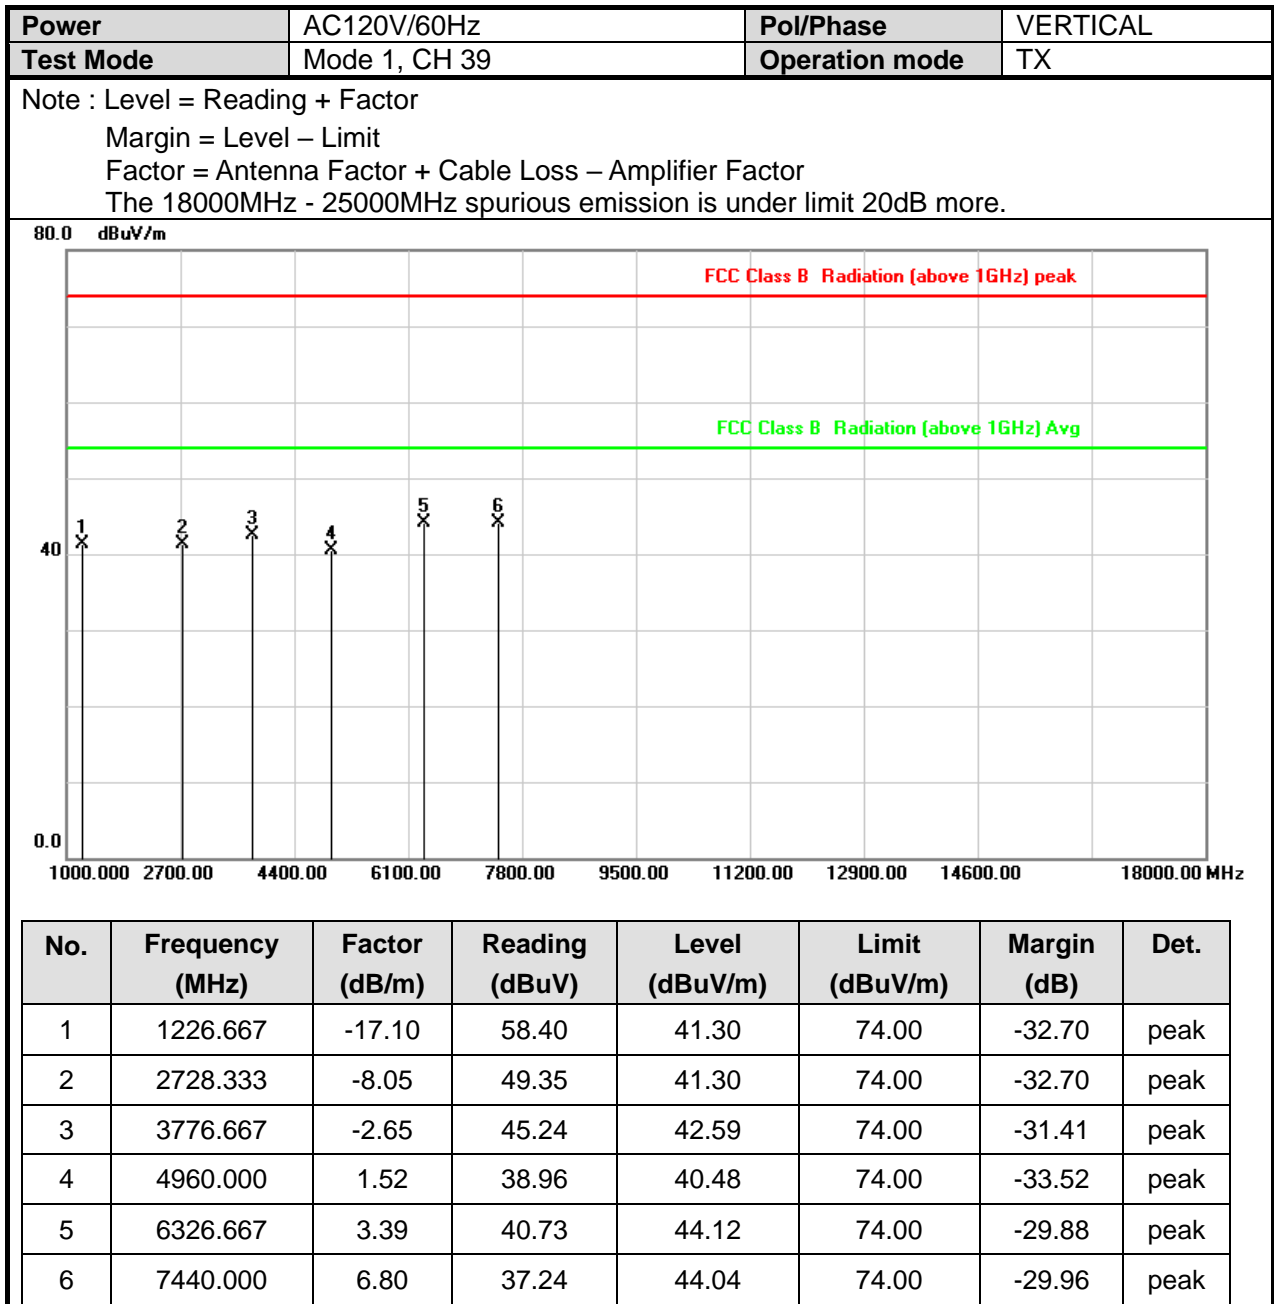 Power AC120V/60Hz Pol/Phase VERTICAL
Test Mode Mode 1, CH 39 Operation mode TX
Note : Level = Reading + Factor
Margin = Level – Limit
Factor = Antenna Factor + Cable Loss – Amplifier Factor
The 18000MHz - 25000MHz spurious emission is under limit 20dB more.
80.0 dBuV/m
FCC Class B Radiation (above 1GHz) peak
FCC Class B Radiation (above 1GHz) Avg
1 2 3 4 5 6
40
0.0
1000.000 2700.00 4400.00 6100.00 7800.00 9500.00 11200.00 12900.00 14600.00 18000.00 MHz
No. Frequency Factor Reading Level Limit Margin Det.
(MHz) (dB/m) (dBuV) (dBuV/m) (dBuV/m) (dB)
1 1226.667 -17.10 58.40 41.30 74.00 -32.70 peak
2 2728.333 -8.05 49.35 41.30 74.00 -32.70 peak
3 3776.667 -2.65 45.24 42.59 74.00 -31.41 peak
4 4960.000 1.52 38.96 40.48 74.00 -33.52 peak
5 6326.667 3.39 40.73 44.12 74.00 -29.88 peak
6 7440.000 6.80 37.24 44.04 74.00 -29.96 peak